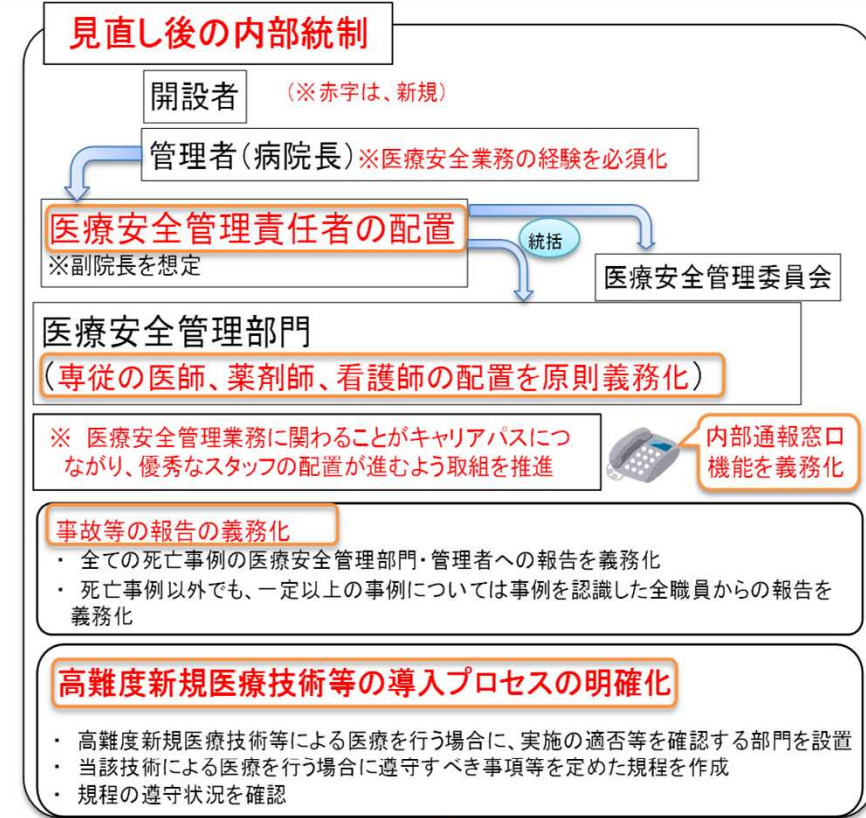 見直し後の内部統制
開設者
(※赤字は、新規)
管理者(病院長)※医療安全業務の経験を必須化
医療安全管理責任者の配置
※副院長を想定
統括
医療安全管理委員会
医療安全管理部門
(専従の医師、薬剤師、看護師の配置を原則義務化)
※ 医療安全管理業務に関わることがキャリアパスにつ
ながり、優秀なスタッフの配置が進むよう取組を推進
内部通報窓口
機能を義務化
事故等の報告の義務化
・ 全ての死亡事例の医療安全管理部門・管理者への報告を義務化
・ 死亡事例以外でも、一定以上の事例については事例を認識した全職員からの報告を
義務化
高難度新規医療技術等の導入プロセスの明確化
・ 高難度新規医療技術等による医療を行う場合に、実施の適否等を確認する部門を設置
・ 当該技術による医療を行う場合に遵守すべき事項等を定めた規程を作成
・ 規程の遵守状況を確認